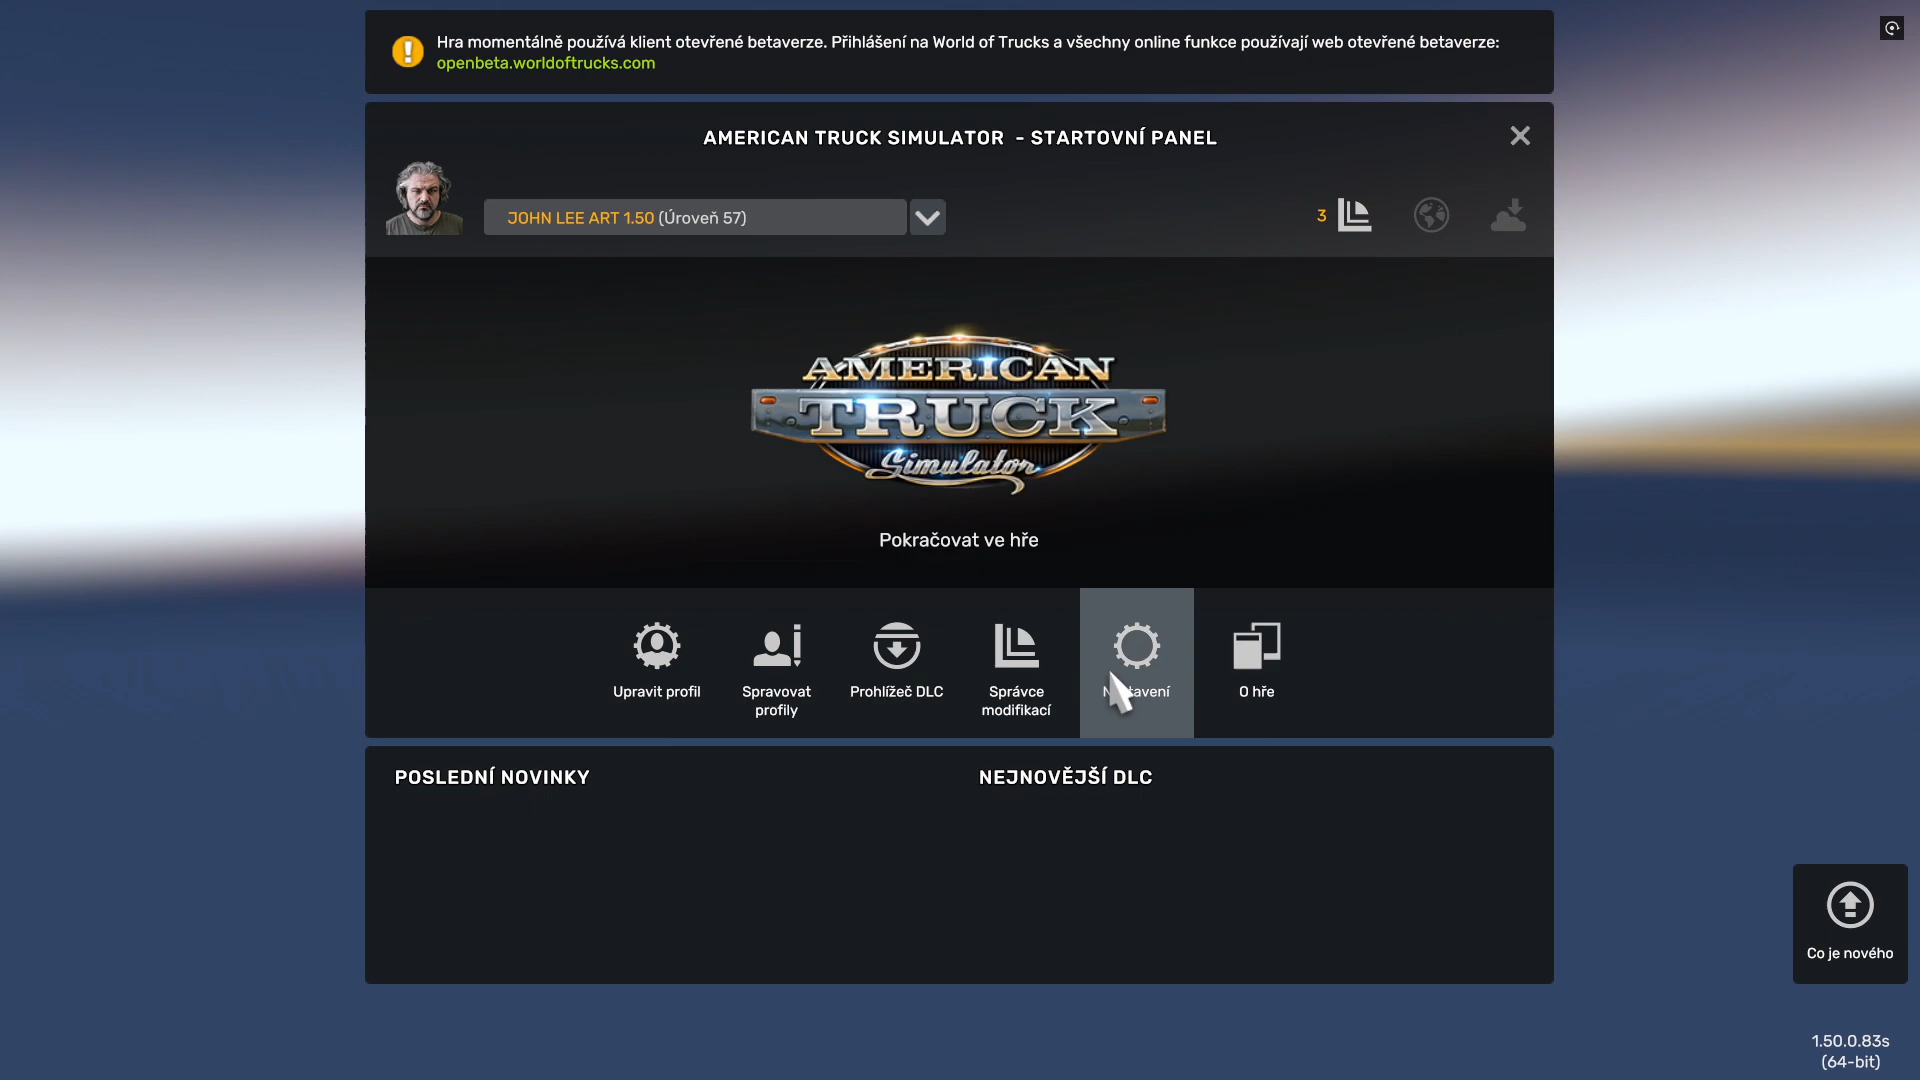 Hra momentálně používá klient otevřené betaverze. Přihlášení na World of Trucks a všechny online funkce používají web otevřené betaverze:
openbeta.worldoftrucks.com
AMERICAN TRUCK SIMULATOR - STARTOVNÍ PANEL
JOHN LEE ART 1.50 (Úroveň 57)
3
AMERICAN
TRUCK
Simulator
Pokračovat ve hře
Upravit profil
Spravovat
profily
Prohlížeč DLC
Správce
modifikací
O hře
POSLEDNÍ NOVINKY
NEJNOVĚJŠÍ DLC
Co je nového
1.50.0.83s
(64-bit)